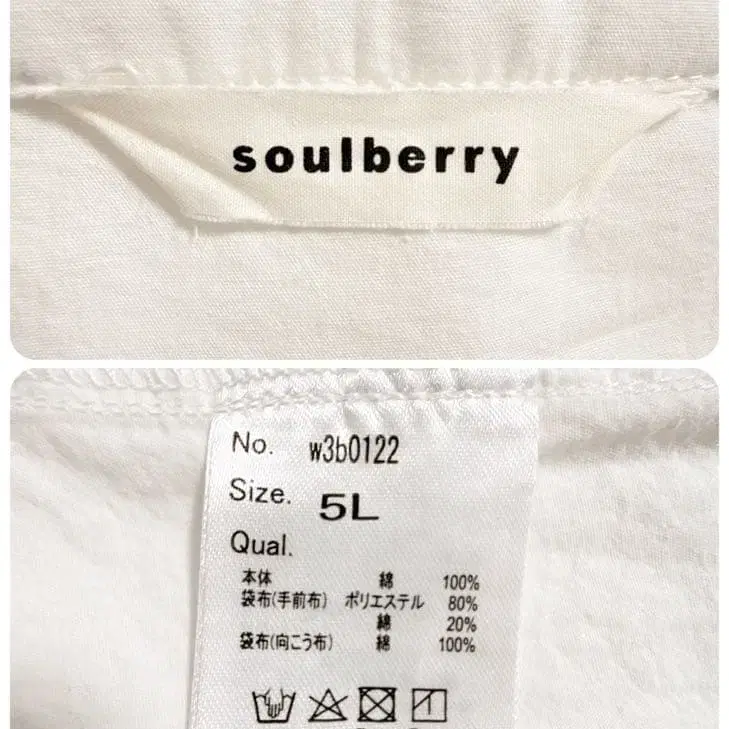 soulberry
No. w3b0122
Size. 5L
Qual.
本体 綿 100%
袋布(手前布) ポリエステル 80%
綿 20%
袋布(向こう布) 綿 100%